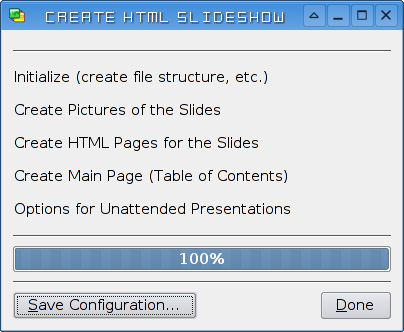 CREATE HTML SLIDESHOW
Initialize (create file structure, etc.)
Create Pictures of the Slides
Create HTML Pages for the Slides
Create Main Page (Table of Contents)
Options for Unattended Presentations
100%
Save Configuration... Done